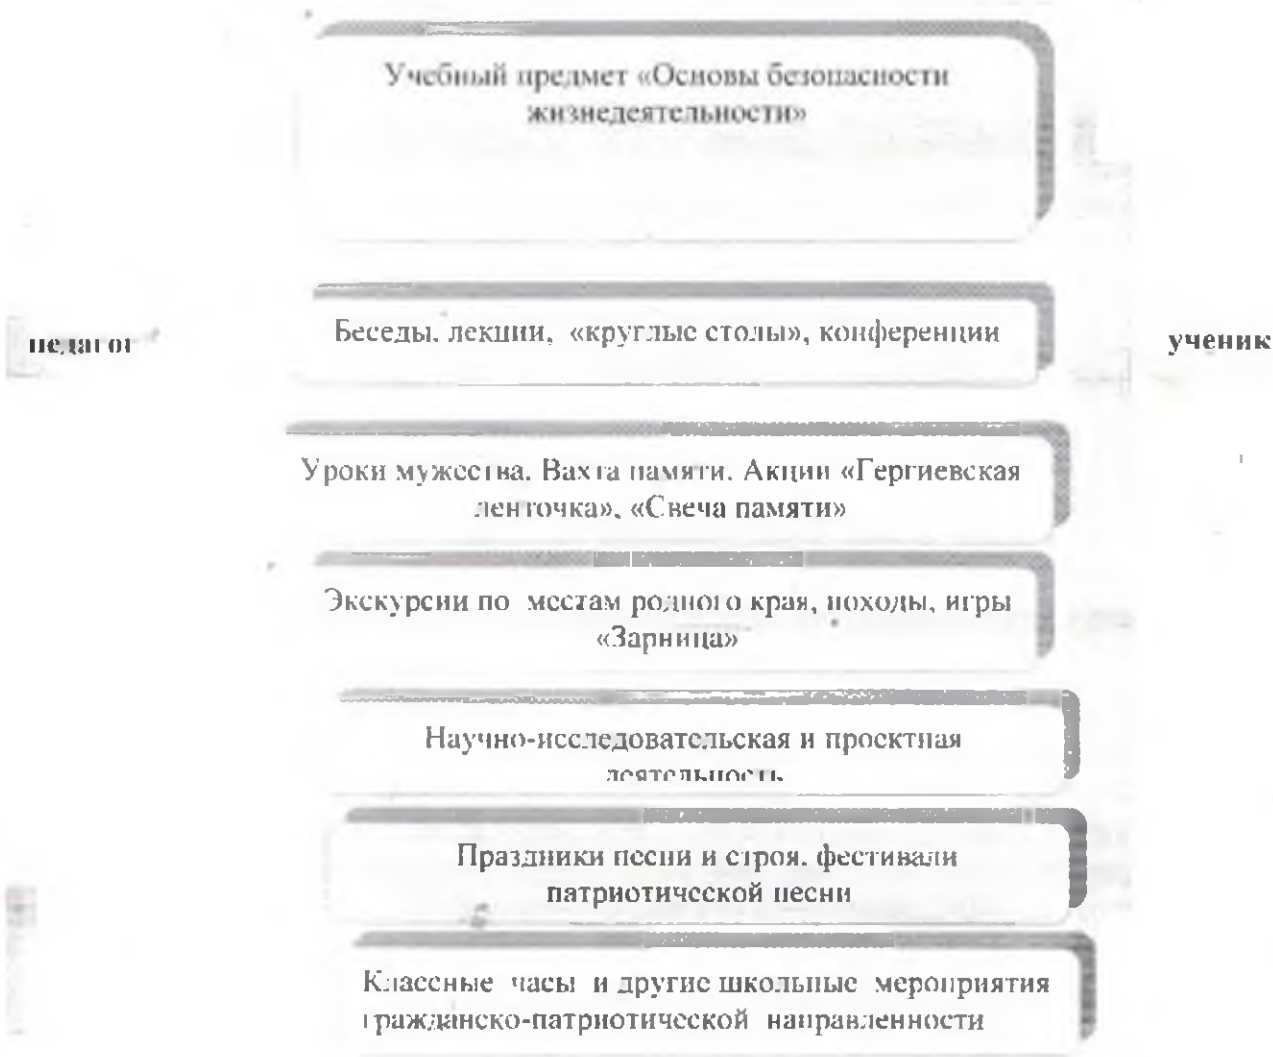 Учебный предмет «Основы безопасности
жизнедеятельности»
педагог
Беседы, лекции, «круглые столы», конференции
ученик
Уроки мужества. Вахта памяти. Акции «Гергиевская
ленточка», «Свеча памяти»
Экскурсии по местам родного края, походы, игры
«Зарница»
Научно-исследовательская и проектная
деятельность
Праздники песни и строя, фестивали
патриотической песни
Классные часы и другие школьные мероприятия
гражданско-патриотической направленности